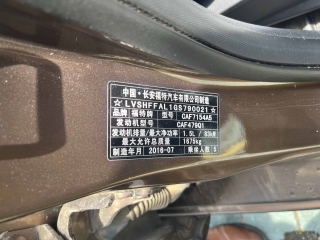 中国·长安福特汽车有限公司制造
☆LVSHFFAL1GS790021☆
品牌 福特牌 型号 CAF7154A5
发动机型号 CAF479Q1
发动机排量/最大净功率 1.5L / 83kW
最大允许总质量 1675kg
制造年月 2016-07 乘坐人数 5